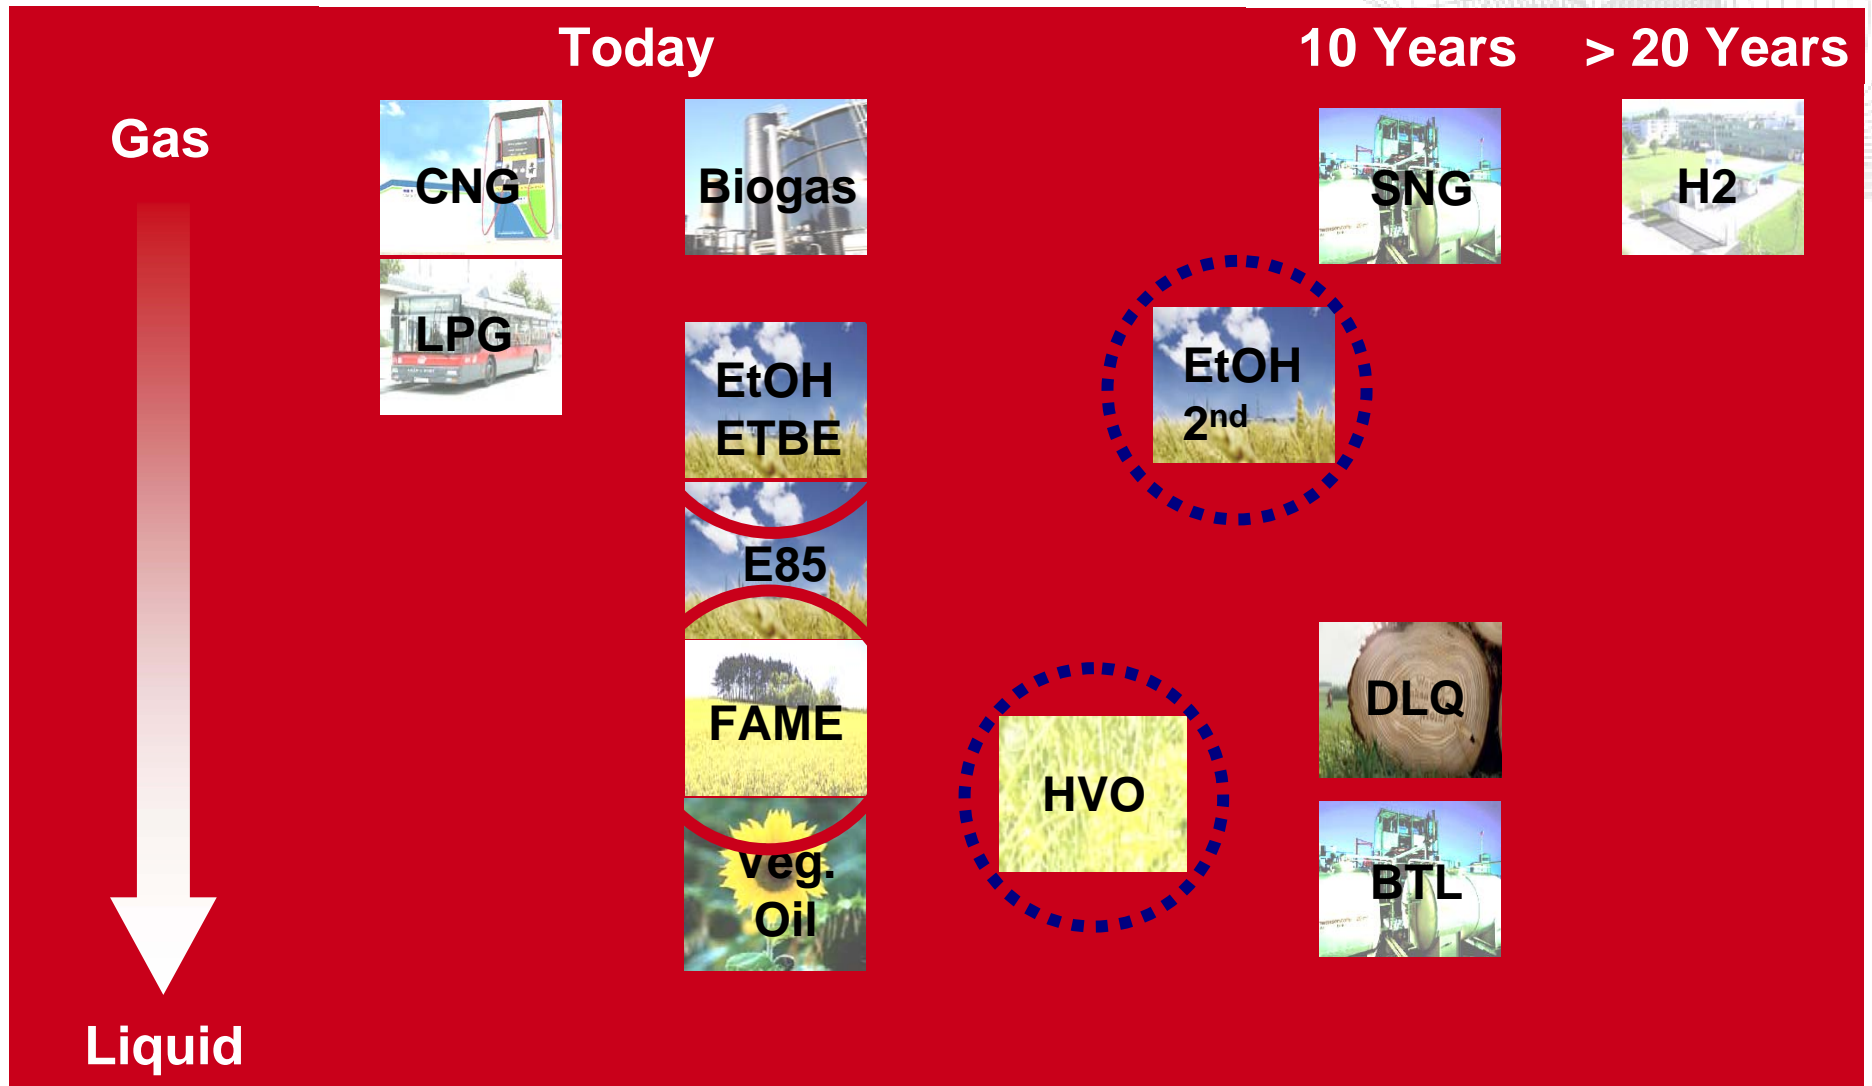 Today
10 Years
> 20 Years
Gas
CNG
Biogas
SNG
H2
LPG
EtOH
ETBE
EtOH
2nd
E85
FAME
DLQ
HVO
Veg.
Oil
BTL
Liquid